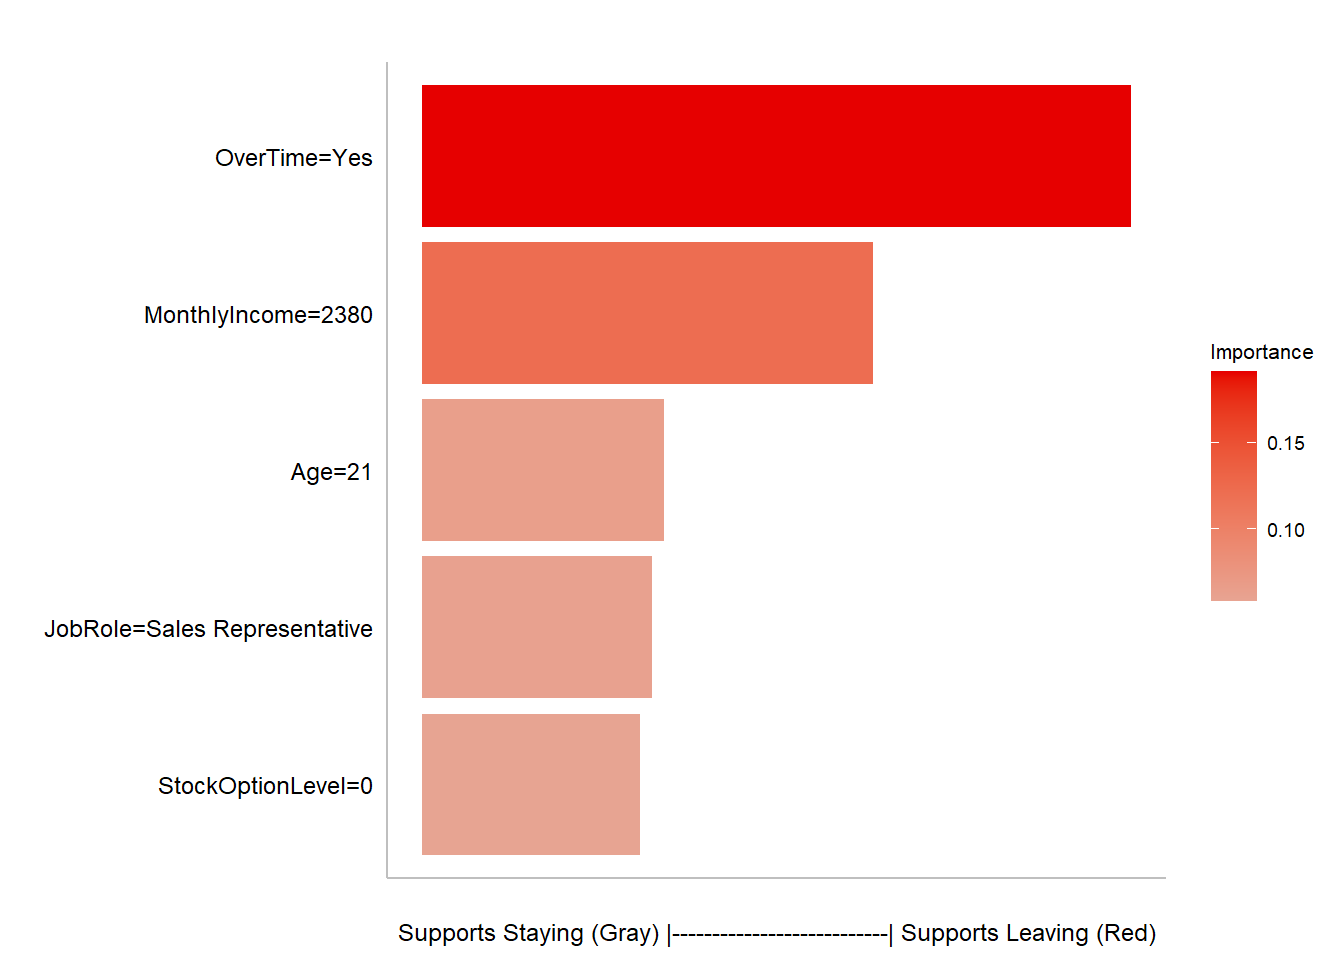 OverTime=Yes
MonthlyIncome=2380
Age=21
JobRole=Sales Representative
StockOptionLevel=0
Importance
0.15
0.10
Supports Staying (Gray) |---------------------------| Supports Leaving (Red)